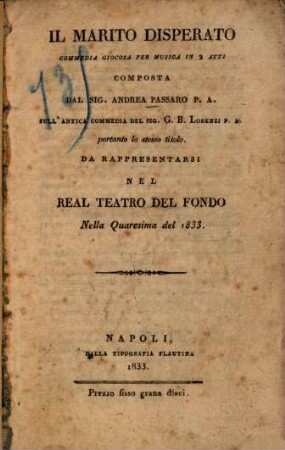 IL MARITO DISPERATO
COMMEDIA GIOCOSA PER MUSICA IN 2 ATTI
COMPOSTA
DAL SIG. ANDREA PASSARO P. A.
SULL'ANTICA COMMEDIA DEL SIG. G. B. LORENZI P. A.
portante lo stesso titolo.
DA RAPPRESENTARSI
NEL
REAL TEATRO DEL FONDO
Nella Quaresima del 1833.
NAPOLI,
DALLA TIPOGRAFIA FLAUTINA
1833.
Prezzo fisso grana dieci.